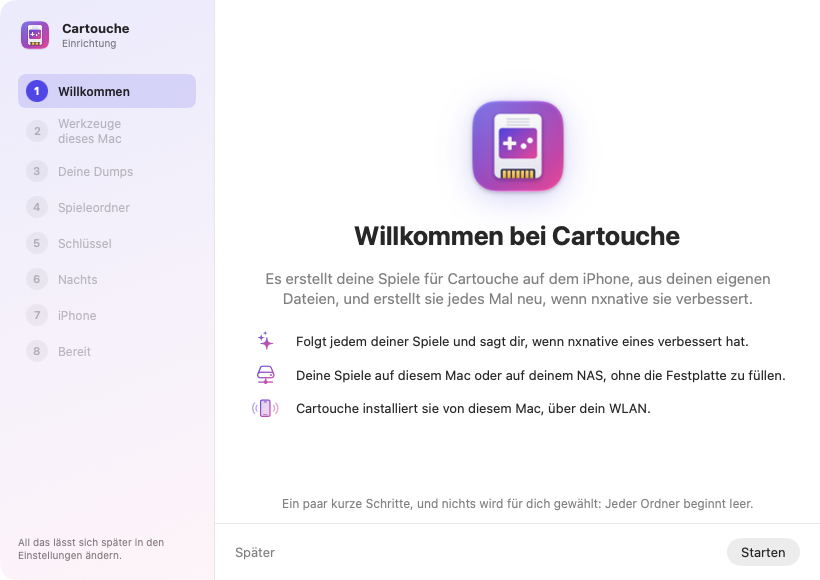 Cartouche
Einrichtung
1 Willkommen
2 Werkzeuge
dieses Mac
3 Deine Dumps
4 Spieleordner
5 Schlüssel
6 Nachts
7 iPhone
8 Bereit
All das lässt sich später in den
Einstellungen ändern.
Willkommen bei Cartouche
Es erstellt deine Spiele für Cartouche auf dem iPhone, aus deinen eigenen
Dateien, und erstellt sie jedes Mal neu, wenn nxnative sie verbessert.
Folgt jedem deiner Spiele und sagt dir, wenn nxnative eines verbessert hat.
Deine Spiele auf diesem Mac oder auf deinem NAS, ohne die Festplatte zu füllen.
Cartouche installiert sie von diesem Mac, über dein WLAN.
Ein paar kurze Schritte, und nichts wird für dich gewählt: Jeder Ordner beginnt leer.
Später
Starten